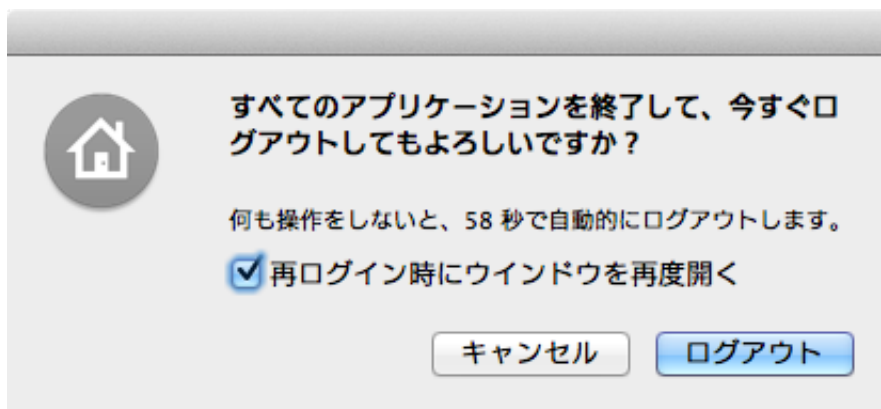 すべてのアプリケーションを終了して、今すぐロ
グアウトしてもよろしいですか？
何も操作をしないと、58 秒で自動的にログアウトします。
再ログイン時にウインドウを再度開く
キャンセル
ログアウト